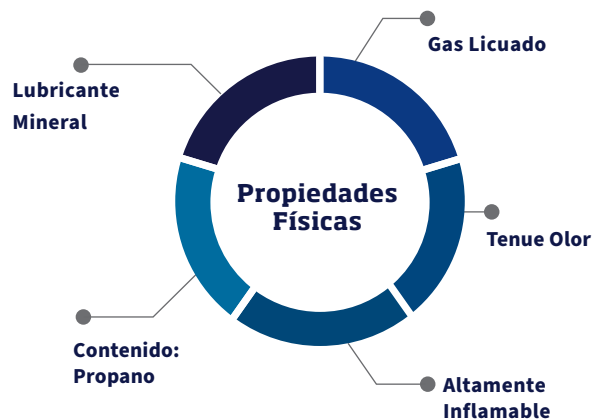 Gas Licuado
Lubricante
Mineral
Propiedades
Físicas
Tenue Olor
Contenido:
Propano
Altamente
Inflamable